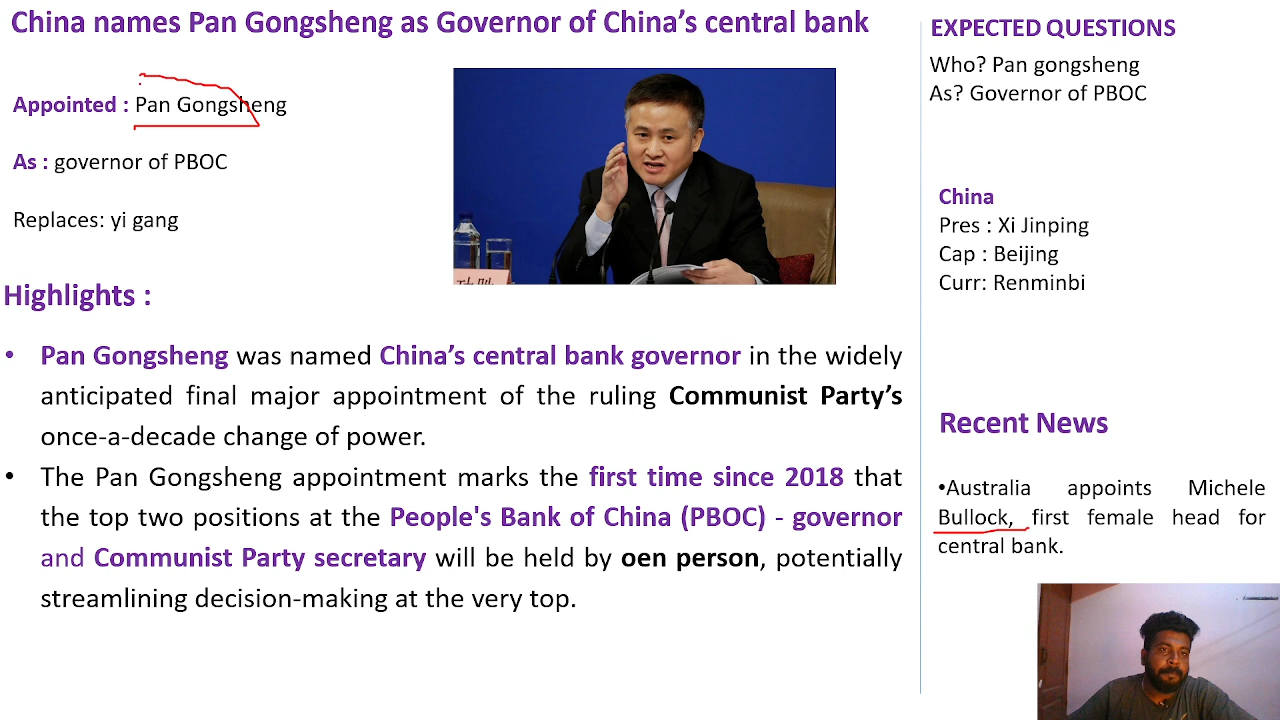 China names Pan Gongsheng as Governor of China’s central bank
Appointed : Pan Gongsheng
As : governor of PBOC
Replaces: yi gang
Highlights :
• Pan Gongsheng was named China’s central bank governor in the widely
anticipated final major appointment of the ruling Communist Party’s
once-a-decade change of power.
• The Pan Gongsheng appointment marks the first time since 2018 that
the top two positions at the People's Bank of China (PBOC) - governor
and Communist Party secretary will be held by oen person, potentially
streamlining decision-making at the very top.
EXPECTED QUESTIONS
Who? Pan gongsheng
As? Governor of PBOC
China
Pres : Xi Jinping
Cap : Beijing
Curr: Renminbi
Recent News
•Australia appoints Michele
Bullock, first female head for
central bank.